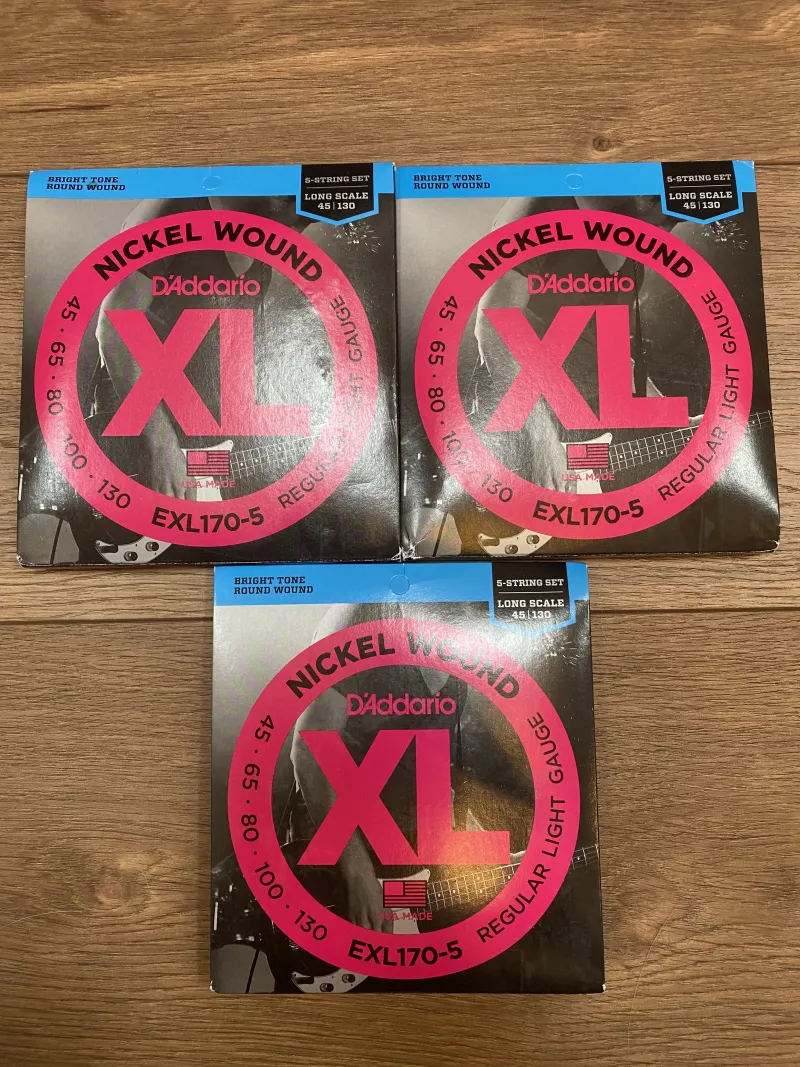 BRIGHT TONE
ROUND WOUND
5-STRING SET
LONG SCALE
45|130
NICKEL WOUND
D'Addario
XL
USA MADE
45 · 65 · 80 · 100 · 130
EXL170-5
REGULAR LIGHT GAUGE
BRIGHT TONE
ROUND WOUND
5-STRING SET
LONG SCALE
45|130
NICKEL WOUND
D'Addario
XL
USA MADE
45 · 65 · 80 · 100 · 130
EXL170-5
REGULAR LIGHT GAUGE
BRIGHT TONE
ROUND WOUND
5-STRING SET
LONG SCALE
45|130
NICKEL WOUND
D'Addario
XL
USA MADE
45 · 65 · 80 · 100 · 130
EXL170-5
REGULAR LIGHT GAUGE